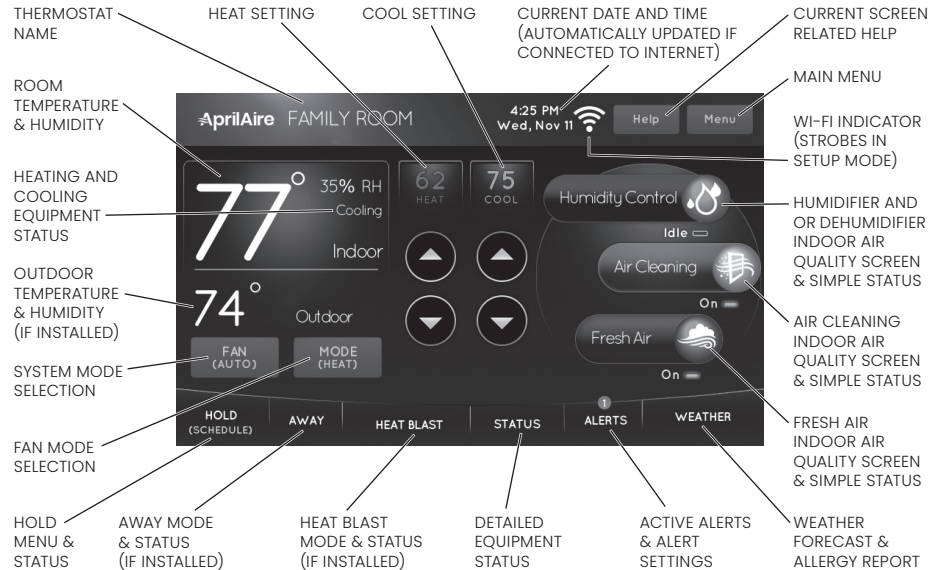 THERMOSTAT
NAME
HEAT SETTING
COOL SETTING
CURRENT DATE AND TIME
(AUTOMATICALLY UPDATED IF
CONNECTED TO INTERNET)
CURRENT SCREEN
RELATED HELP
ROOM
TEMPERATURE
& HUMIDITY
HEATING AND
COOLING
EQUIPMENT
STATUS
OUTDOOR
TEMPERATURE
& HUMIDITY
(IF INSTALLED)
SYSTEM MODE
SELECTION
FAN MODE
SELECTION
AprilAire FAMILY ROOM
4:25 PM
Wed, Nov 11
Help
Menu
77°
35% RH
Cooling
Indoor
74°
Outdoor
FAN
(AUTO)
MODE
(HEAT)
62
HEAT
75
COOL
Humidity Control
Idle
Air Cleaning
On
Fresh Air
On
HOLD
(SCHEDULE)
AWAY
HEAT BLAST
STATUS
1
ALERTS
WEATHER
MAIN MENU
WI-FI INDICATOR
(STROBES IN
SETUP MODE)
HUMIDIFIER AND
OR DEHUMIDIFIER
INDOOR AIR
QUALITY SCREEN
& SIMPLE STATUS
AIR CLEANING
INDOOR AIR
QUALITY SCREEN
& SIMPLE STATUS
FRESH AIR
INDOOR AIR
QUALITY SCREEN
& SIMPLE STATUS
HOLD
MENU &
STATUS
AWAY MODE
& STATUS
(IF INSTALLED)
HEAT BLAST
MODE & STATUS
(IF INSTALLED)
DETAILED
EQUIPMENT
STATUS
ACTIVE ALERTS
& ALERT
SETTINGS
WEATHER
FORECAST &
ALLERGY REPORT